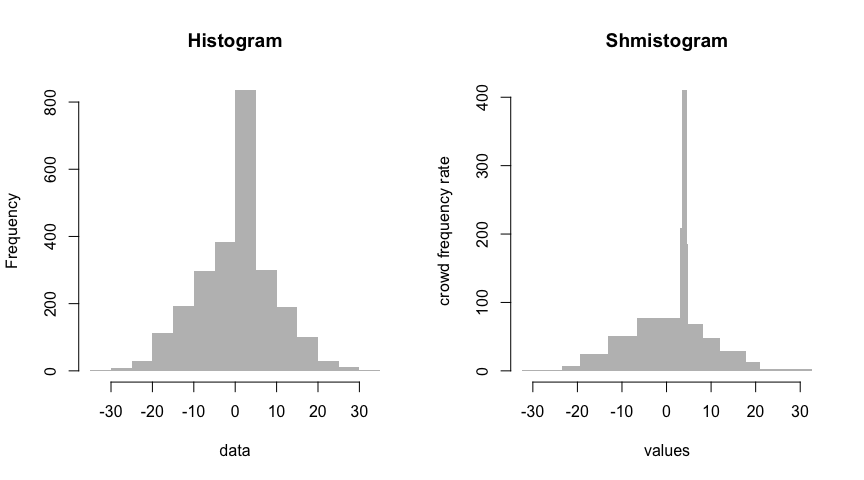 Histogram
Frequency
0 200 400 600 800
-30 -20 -10 0 10 20 30
data
Shmistogram
crowd frequency rate
0 100 200 300 400
-30 -20 -10 0 10 20 30
values